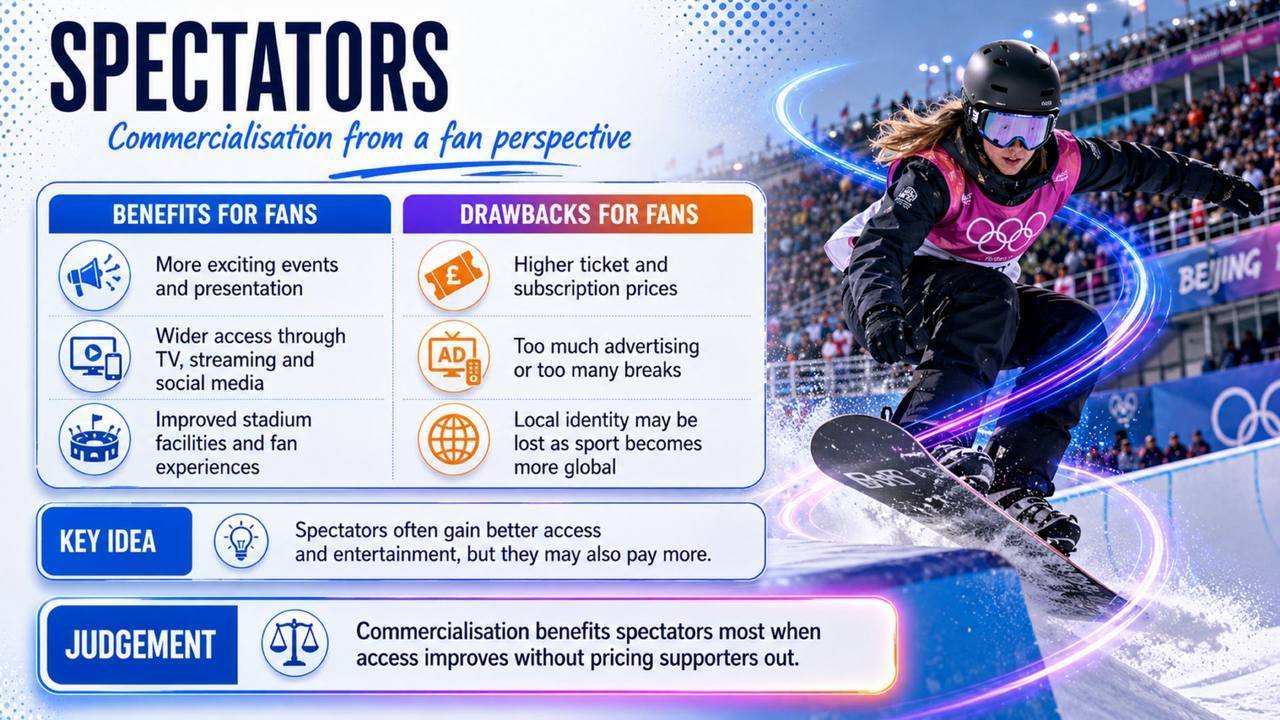 SPECTATORS
Commercialisation from a fan perspective
BENEFITS FOR FANS
More exciting events
and presentation
Wider access through
TV, streaming and
social media
Improved stadium
facilities and fan
experiences
DRAWBACKS FOR FANS
£
Higher ticket and
subscription prices
AD
Too much advertising
or too many breaks
Local identity may be
lost as sport becomes
more global
KEY IDEA
Spectators often gain better access
and entertainment, but they may also pay more.
JUDGEMENT
Commercialisation benefits spectators most when
access improves without pricing supporters out.
BEIJING